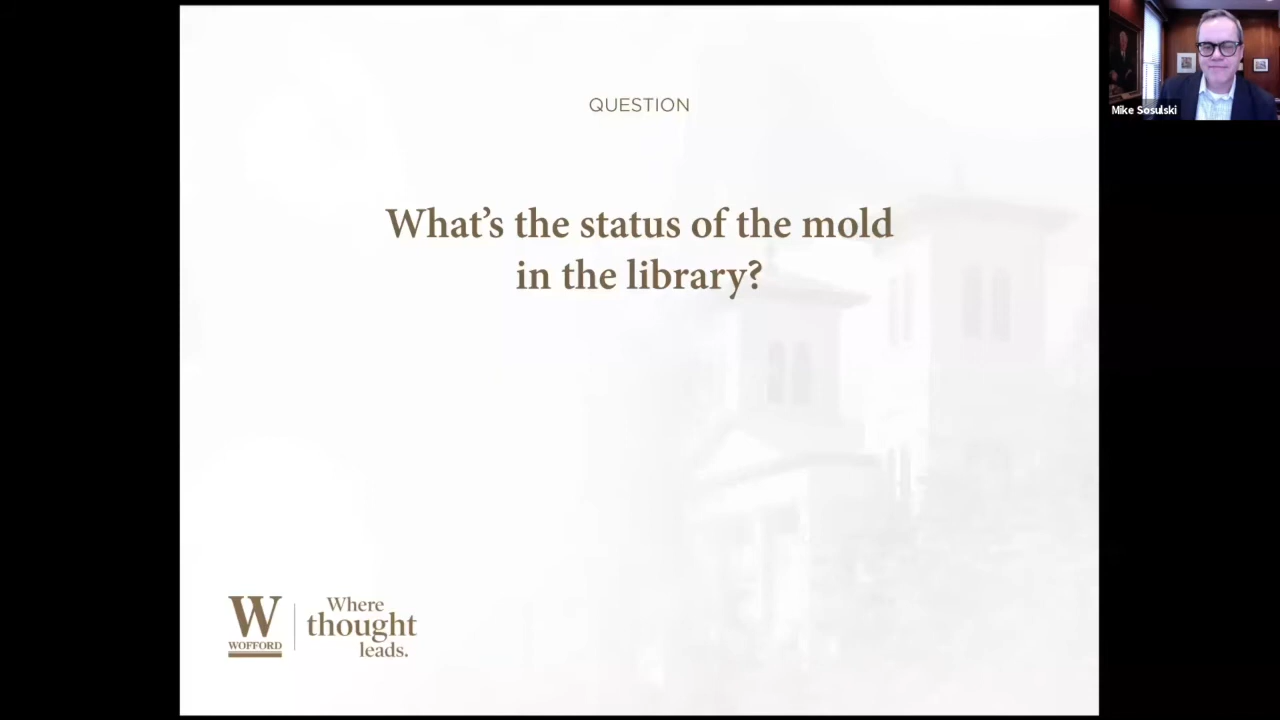 QUESTION
What's the status of the mold
in the library?
W
WOFFORD
Where
thought
leads.
Mike Sosulski